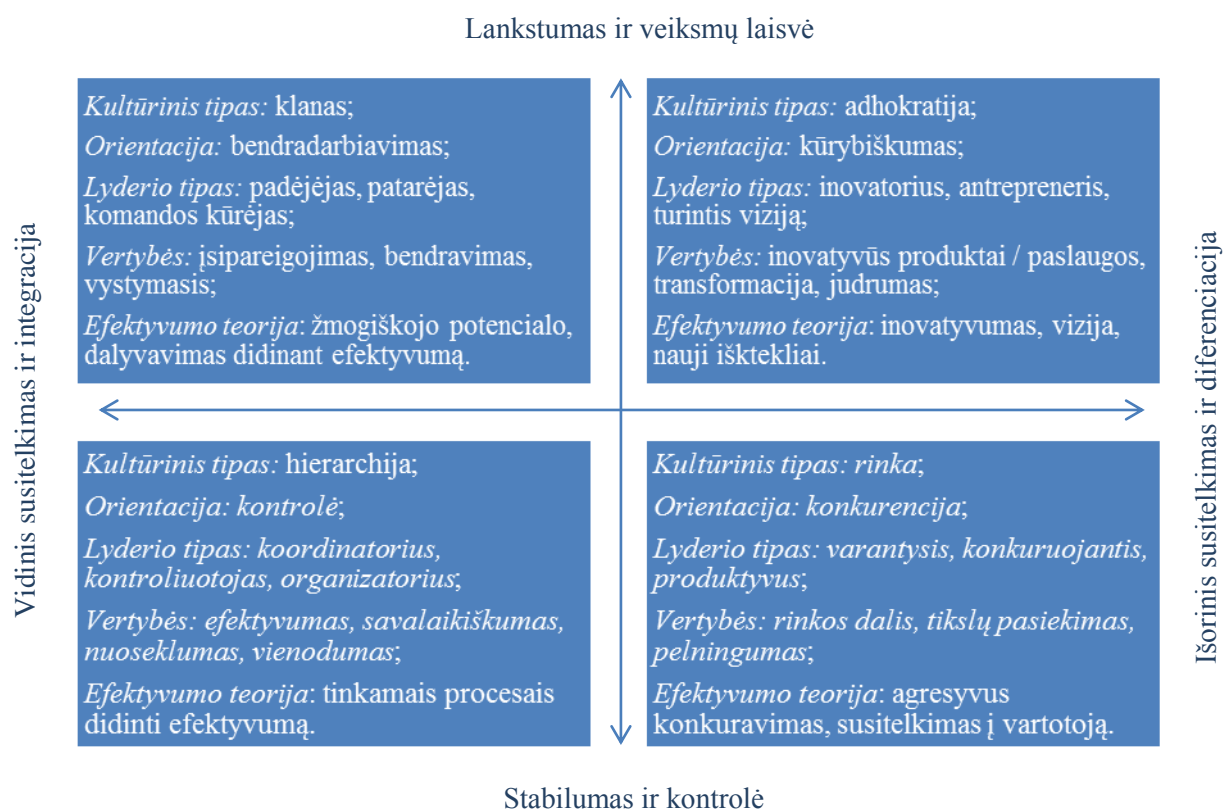 Lankstumas ir veiksmų laisvė
Vidinis susitelkimas ir integracija
Kultūrinis tipas: klanas;
Orientacija: bendradarbiavimas;
Lyderio tipas: padėjėjas, patarėjas,
komandos kūrėjas;
Vertybės: įsipareigojimas, bendravimas,
vystymasis;
Efektyvumo teorija: žmogiškojo potencialo,
dalyvavimas didinant efektyvumą.
Kultūrinis tipas: adhokratija;
Orientacija: kūrybiškumas;
Lyderio tipas: inovatorius, antrepreneris,
turintis viziją;
Vertybės: inovatyvūs produktai / paslaugos,
transformacija, judrumas;
Efektyvumo teorija: inovatyvumas, vizija,
nauji išktekliai.
Kultūrinis tipas: hierarchija;
Orientacija: kontrolė;
Lyderio tipas: koordinatorius,
kontroliuotojas, organizatorius;
Vertybės: efektyvumas, savalaikiškumas,
nuoseklumas, vienodumas;
Efektyvumo teorija: tinkamais procesais
didinti efektyvumą.
Kultūrinis tipas: rinka;
Orientacija: konkurencija;
Lyderio tipas: varantysis, konkuruojantis,
produktyvus;
Vertybės: rinkos dalis, tikslų pasiekimas,
pelningumas;
Efektyvumo teorija: agresyvus
konkuravimas, susitelkimas į vartotoją.
Išorinis susitelkimas ir diferenciacija
Stabilumas ir kontrolė